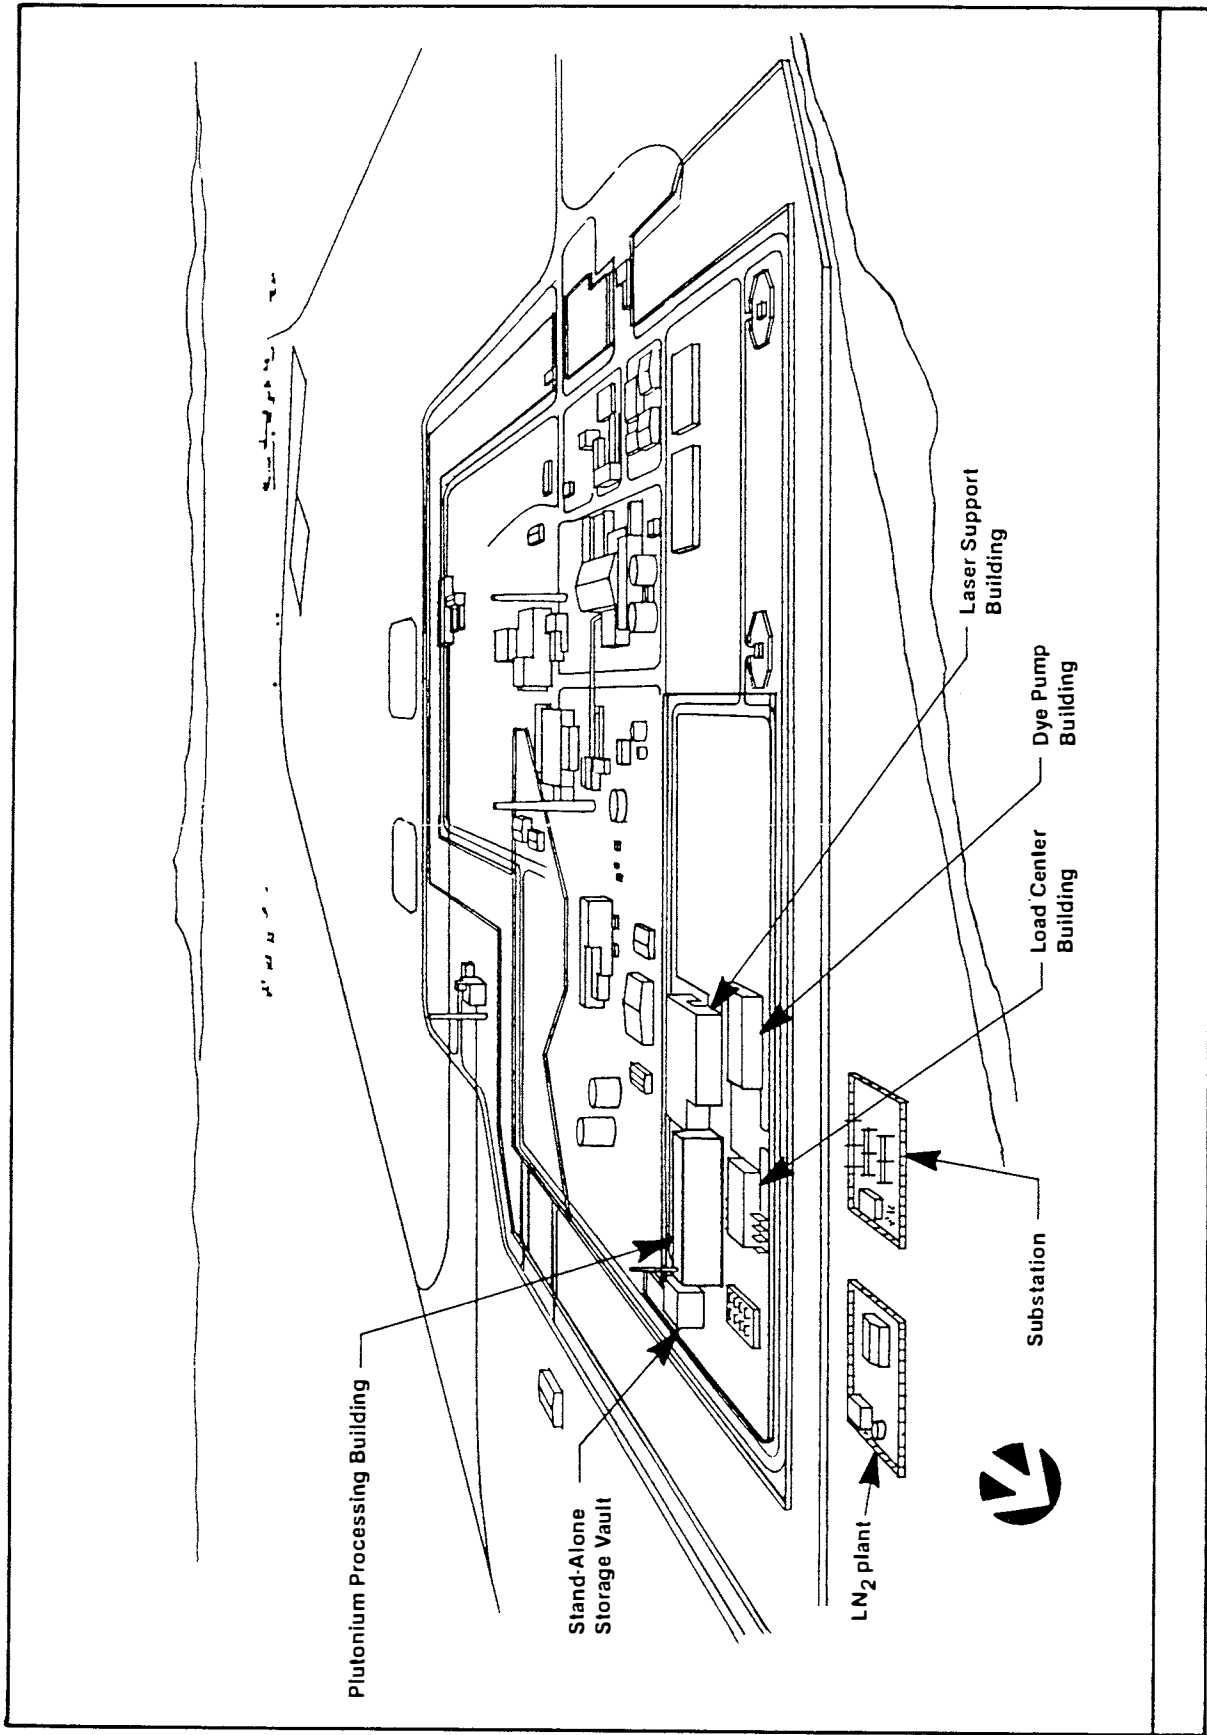 Plutonium Processing Building
Stand-Alone
Storage Vault
LN₂ plant
Substation
Load Center
Building
Dye Pump
Building
Laser Support
Building